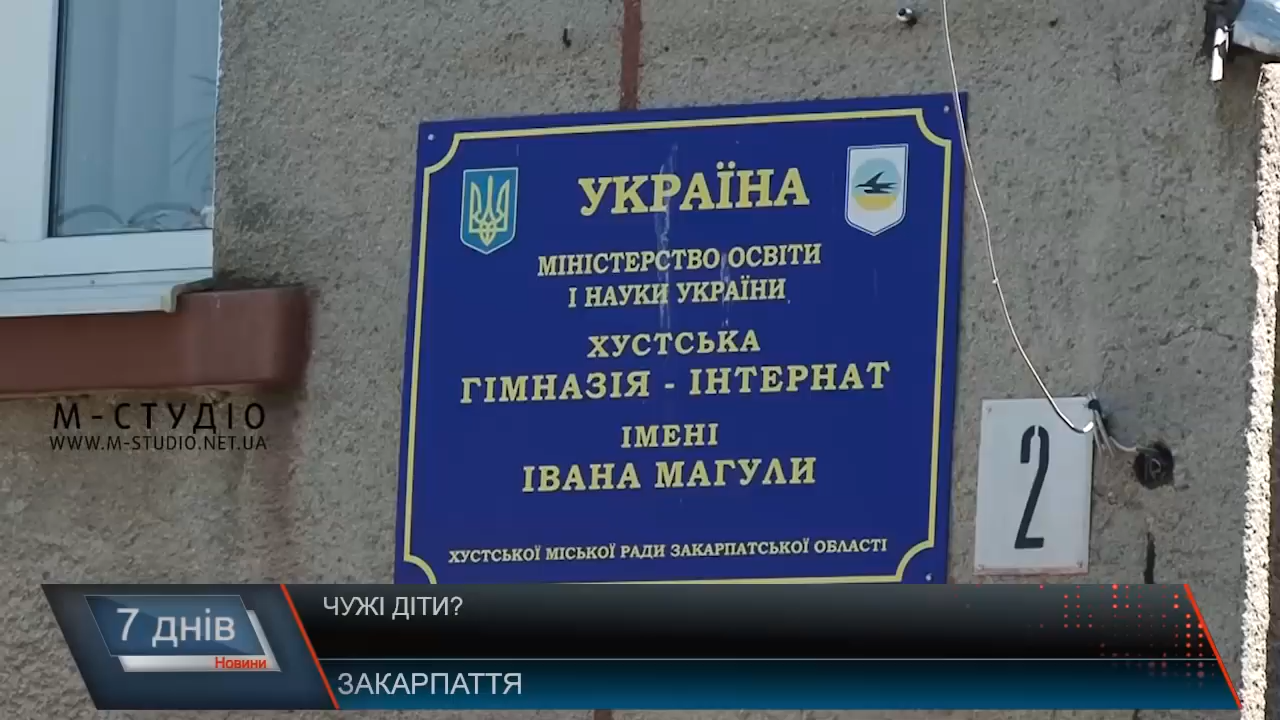 УКРАЇНА
МІНІСТЕРСТВО ОСВІТИ
І НАУКИ УКРАЇНИ
ХУСТСЬКА
ГІМНАЗІЯ - ІНТЕРНАТ
ІМЕНІ
ІВАНА МАГУЛИ
ХУСТСЬКОЇ МІСЬКОЇ РАДИ ЗАКАРПАТСЬКОЇ ОБЛАСТІ
2
М-СТУДІО
WWW.M-STUDIO.NET.UA
7 днів
Новини
ЧУЖІ ДІТИ?
ЗАКАРПАТТЯ